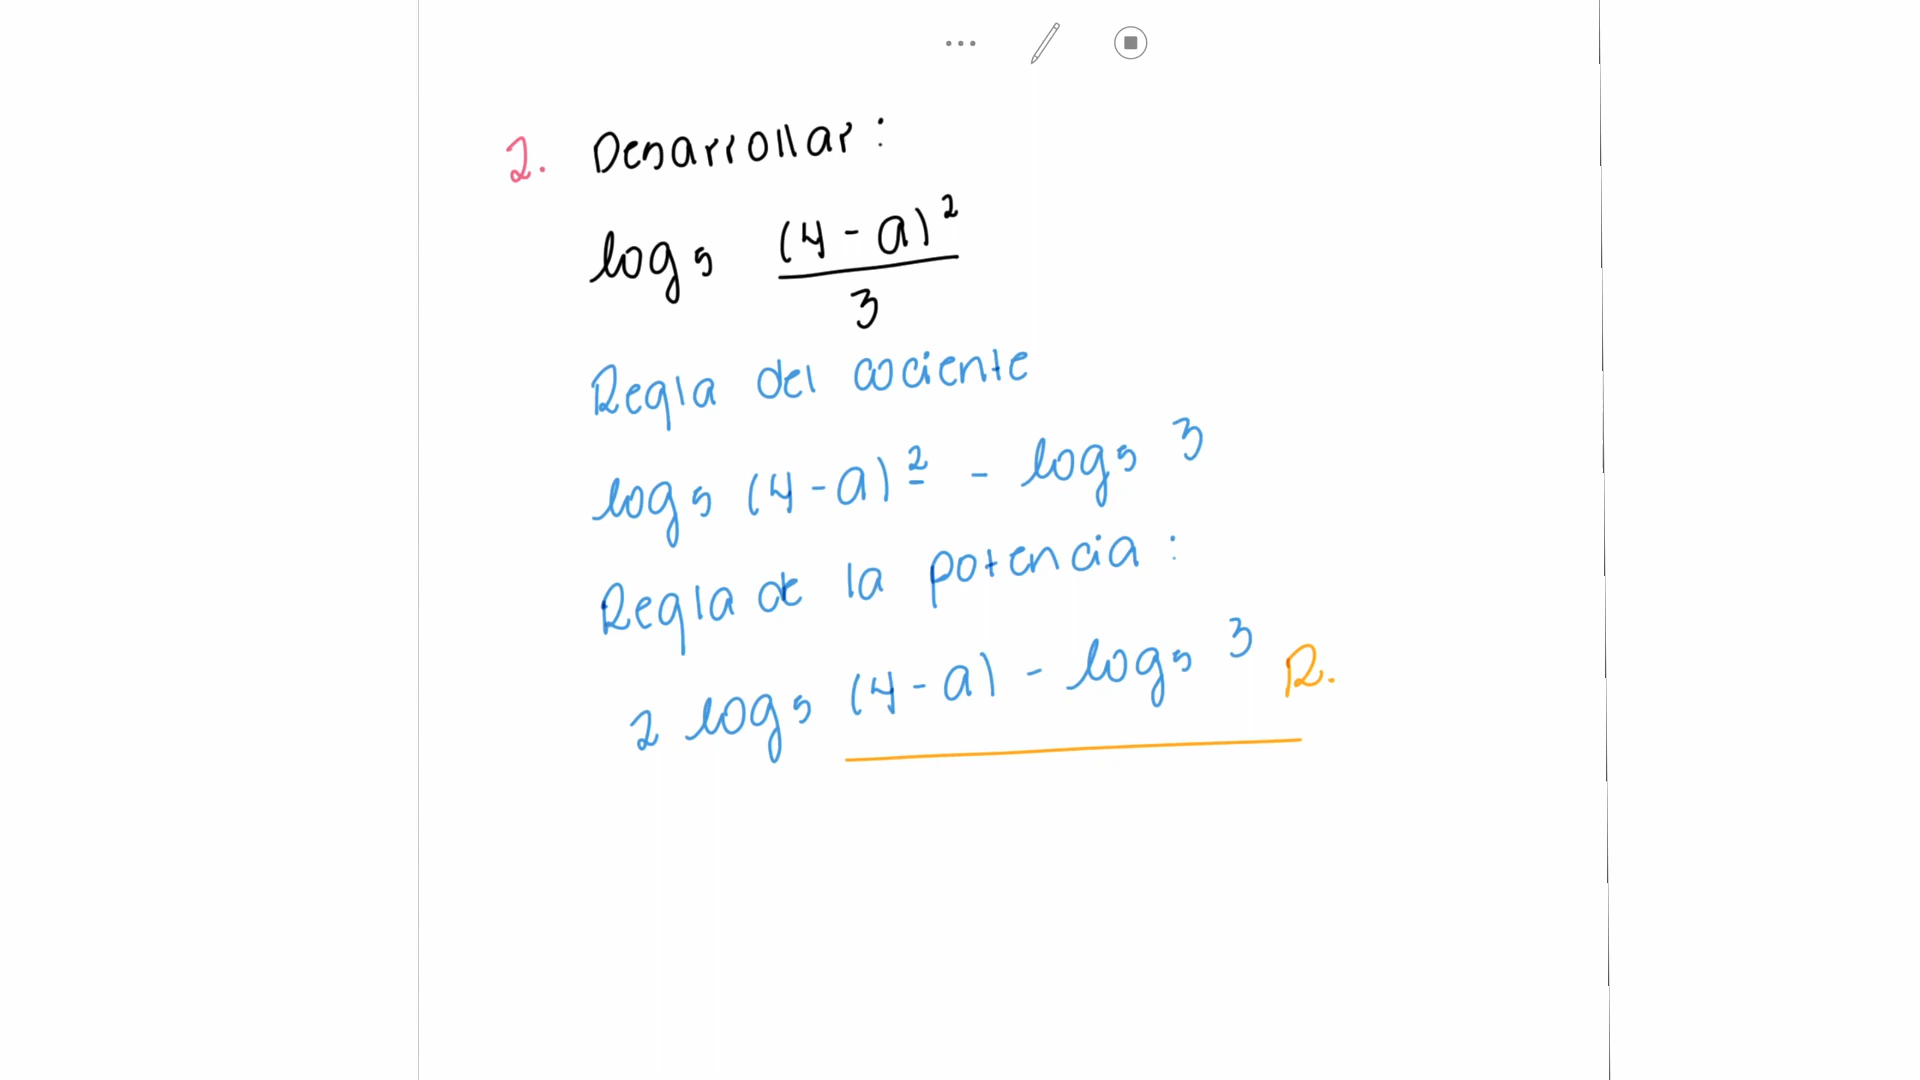 2. Desarrollar:
log₅ (4-a)²
3
Regla del cociente
log₅ (4-a)² - log₅ 3
Regla de la potencia:
2 log₅ (4-a) - log₅ 3 R.